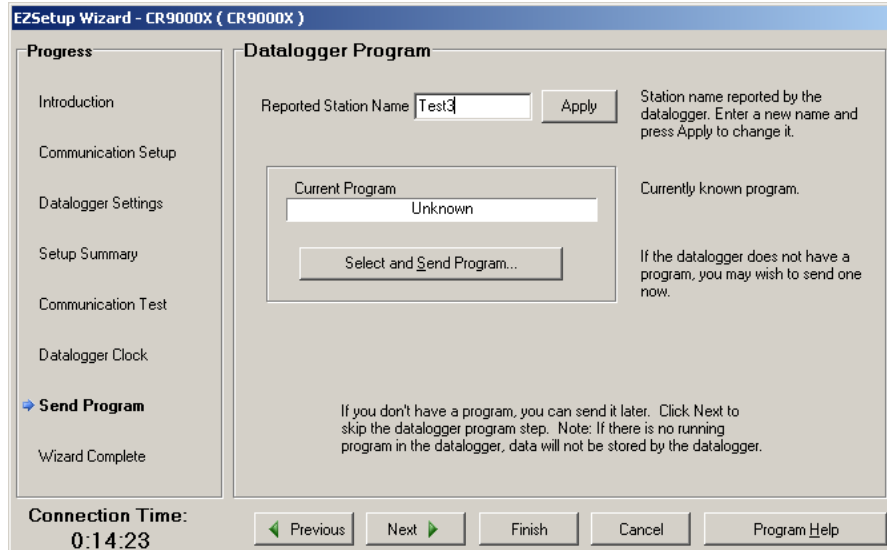 EZSetup Wizard - CR9000X ( CR9000X )
Progress
Introduction
Communication Setup
Datalogger Settings
Setup Summary
Communication Test
Datalogger Clock
Send Program
Wizard Complete
Connection Time:
0:14:23
Datalogger Program
Reported Station Name
Test3
Apply
Station name reported by the
datalogger. Enter a new name and
press Apply to change it.
Current Program
Unknown
Currently known program.
Select and Send Program...
If the datalogger does not have a
program, you may wish to send one
now.
If you don't have a program, you can send it later. Click Next to
skip the datalogger program step. Note: If there is no running
program in the datalogger, data will not be stored by the datalogger.
Previous
Next
Finish
Cancel
Program Help